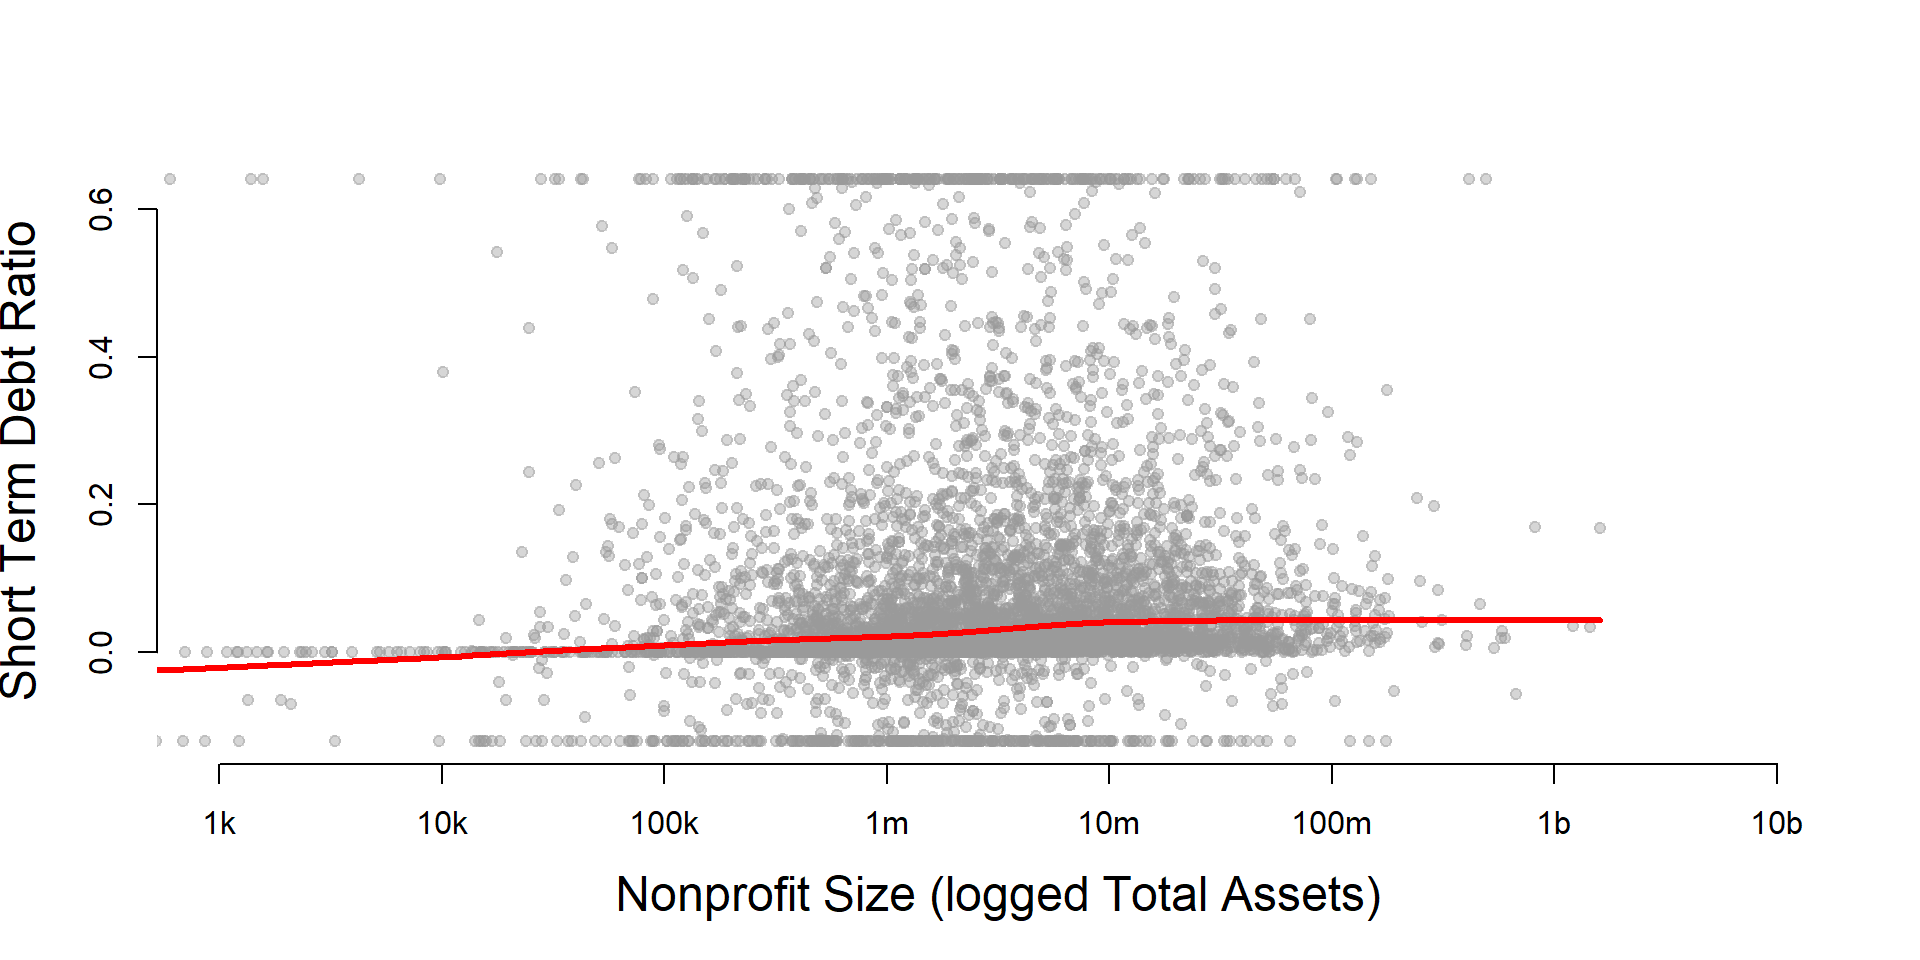 Short Term Debt Ratio
0.6
0.4
0.2
0.0
1k 10k 100k 1m 10m 100m 1b 10b
Nonprofit Size (logged Total Assets)